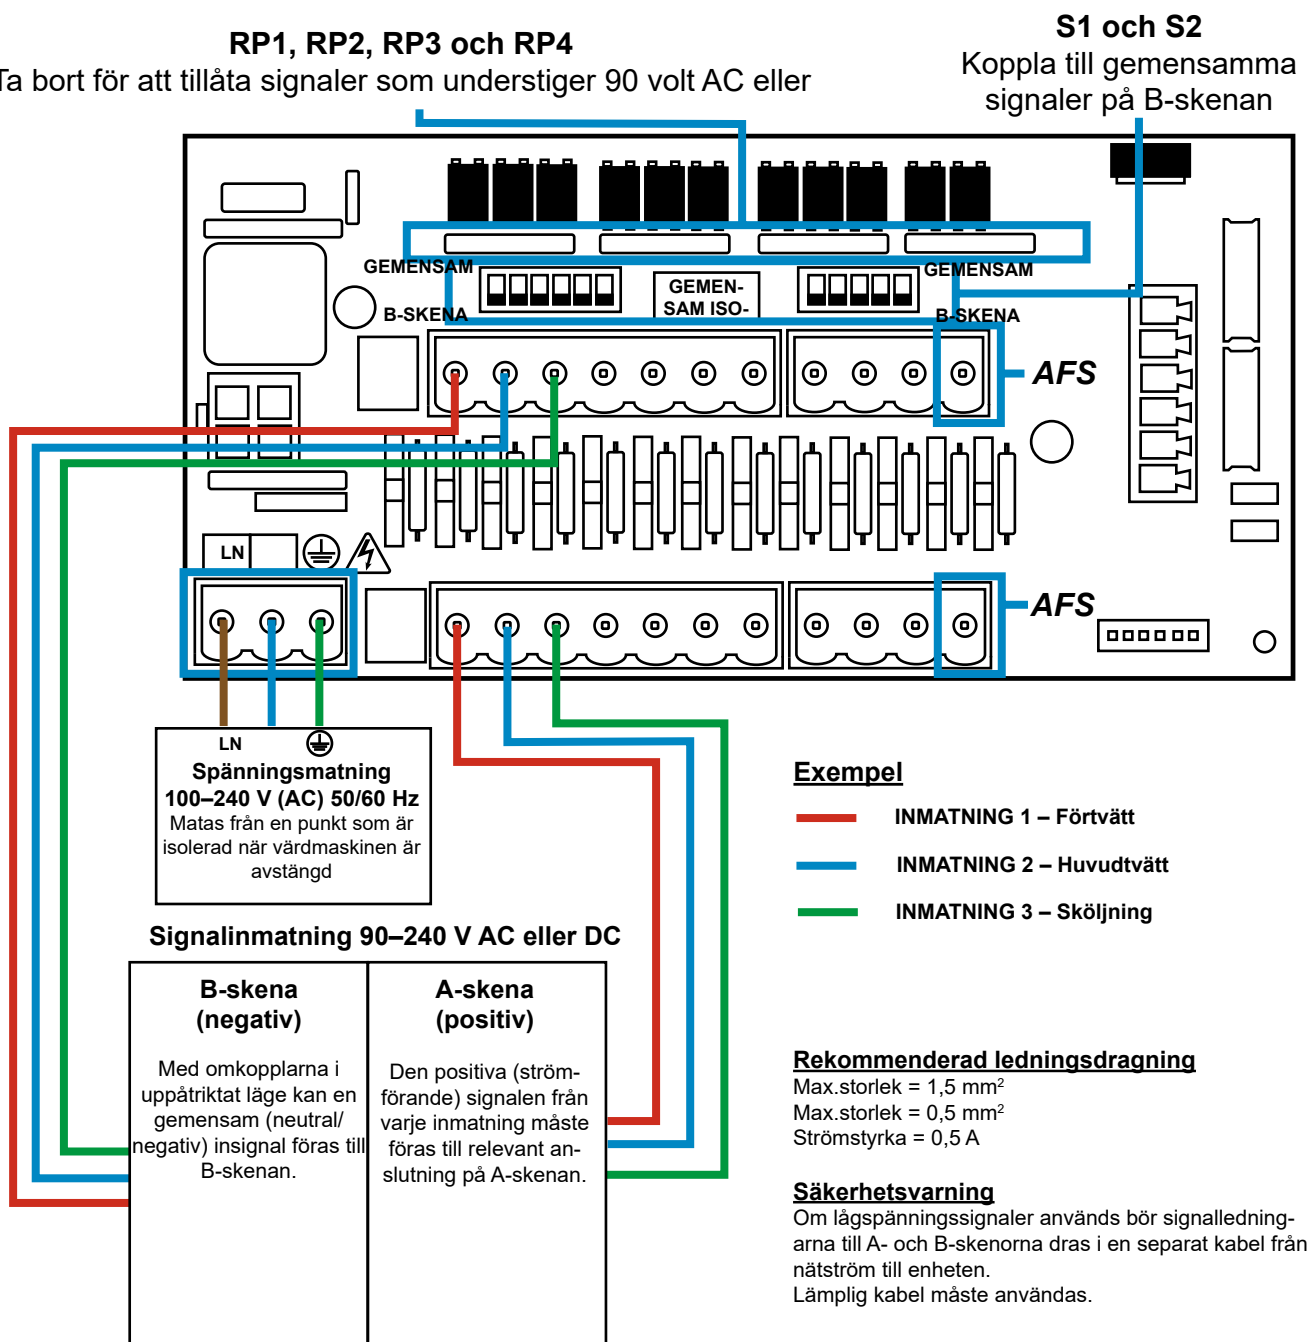 RP1, RP2, RP3 och RP4
Ta bort för att tillåta signaler som understiger 90 volt AC eller
S1 och S2
Koppla till gemensamma
signaler på B-skenan
GEMENSAM
B-SKENA
GEMEN-
SAM ISO-
GEMENSAM
B-SKENA
AFS
LN
AFS
LN
Spänningsmatning
100–240 V (AC) 50/60 Hz
Matas från en punkt som är
isolerad när värdmaskinen är
avstängd
Exempel
INMATNING 1 – Förtvätt
INMATNING 2 – Huvudtvätt
INMATNING 3 – Sköljning
Signalinmatning 90–240 V AC eller DC
B-skena
(negativ)
Med omkopplarna i
uppåtriktat läge kan en
gemensam (neutral/
negativ) insignal föras till
B-skenan.
A-skena
(positiv)
Den positiva (ström-
förande) signalen från
varje inmatning måste
föras till relevant an-
slutning på A-skenan.
Rekommenderad ledningsdragning
Max.storlek = 1,5 mm²
Max.storlek = 0,5 mm²
Strömstyrka = 0,5 A
Säkerhetsvarning
Om lågspänningssignaler används bör signalledning-
arna till A- och B-skenorna dras i en separat kabel från
nätström till enheten.
Lämplig kabel måste användas.